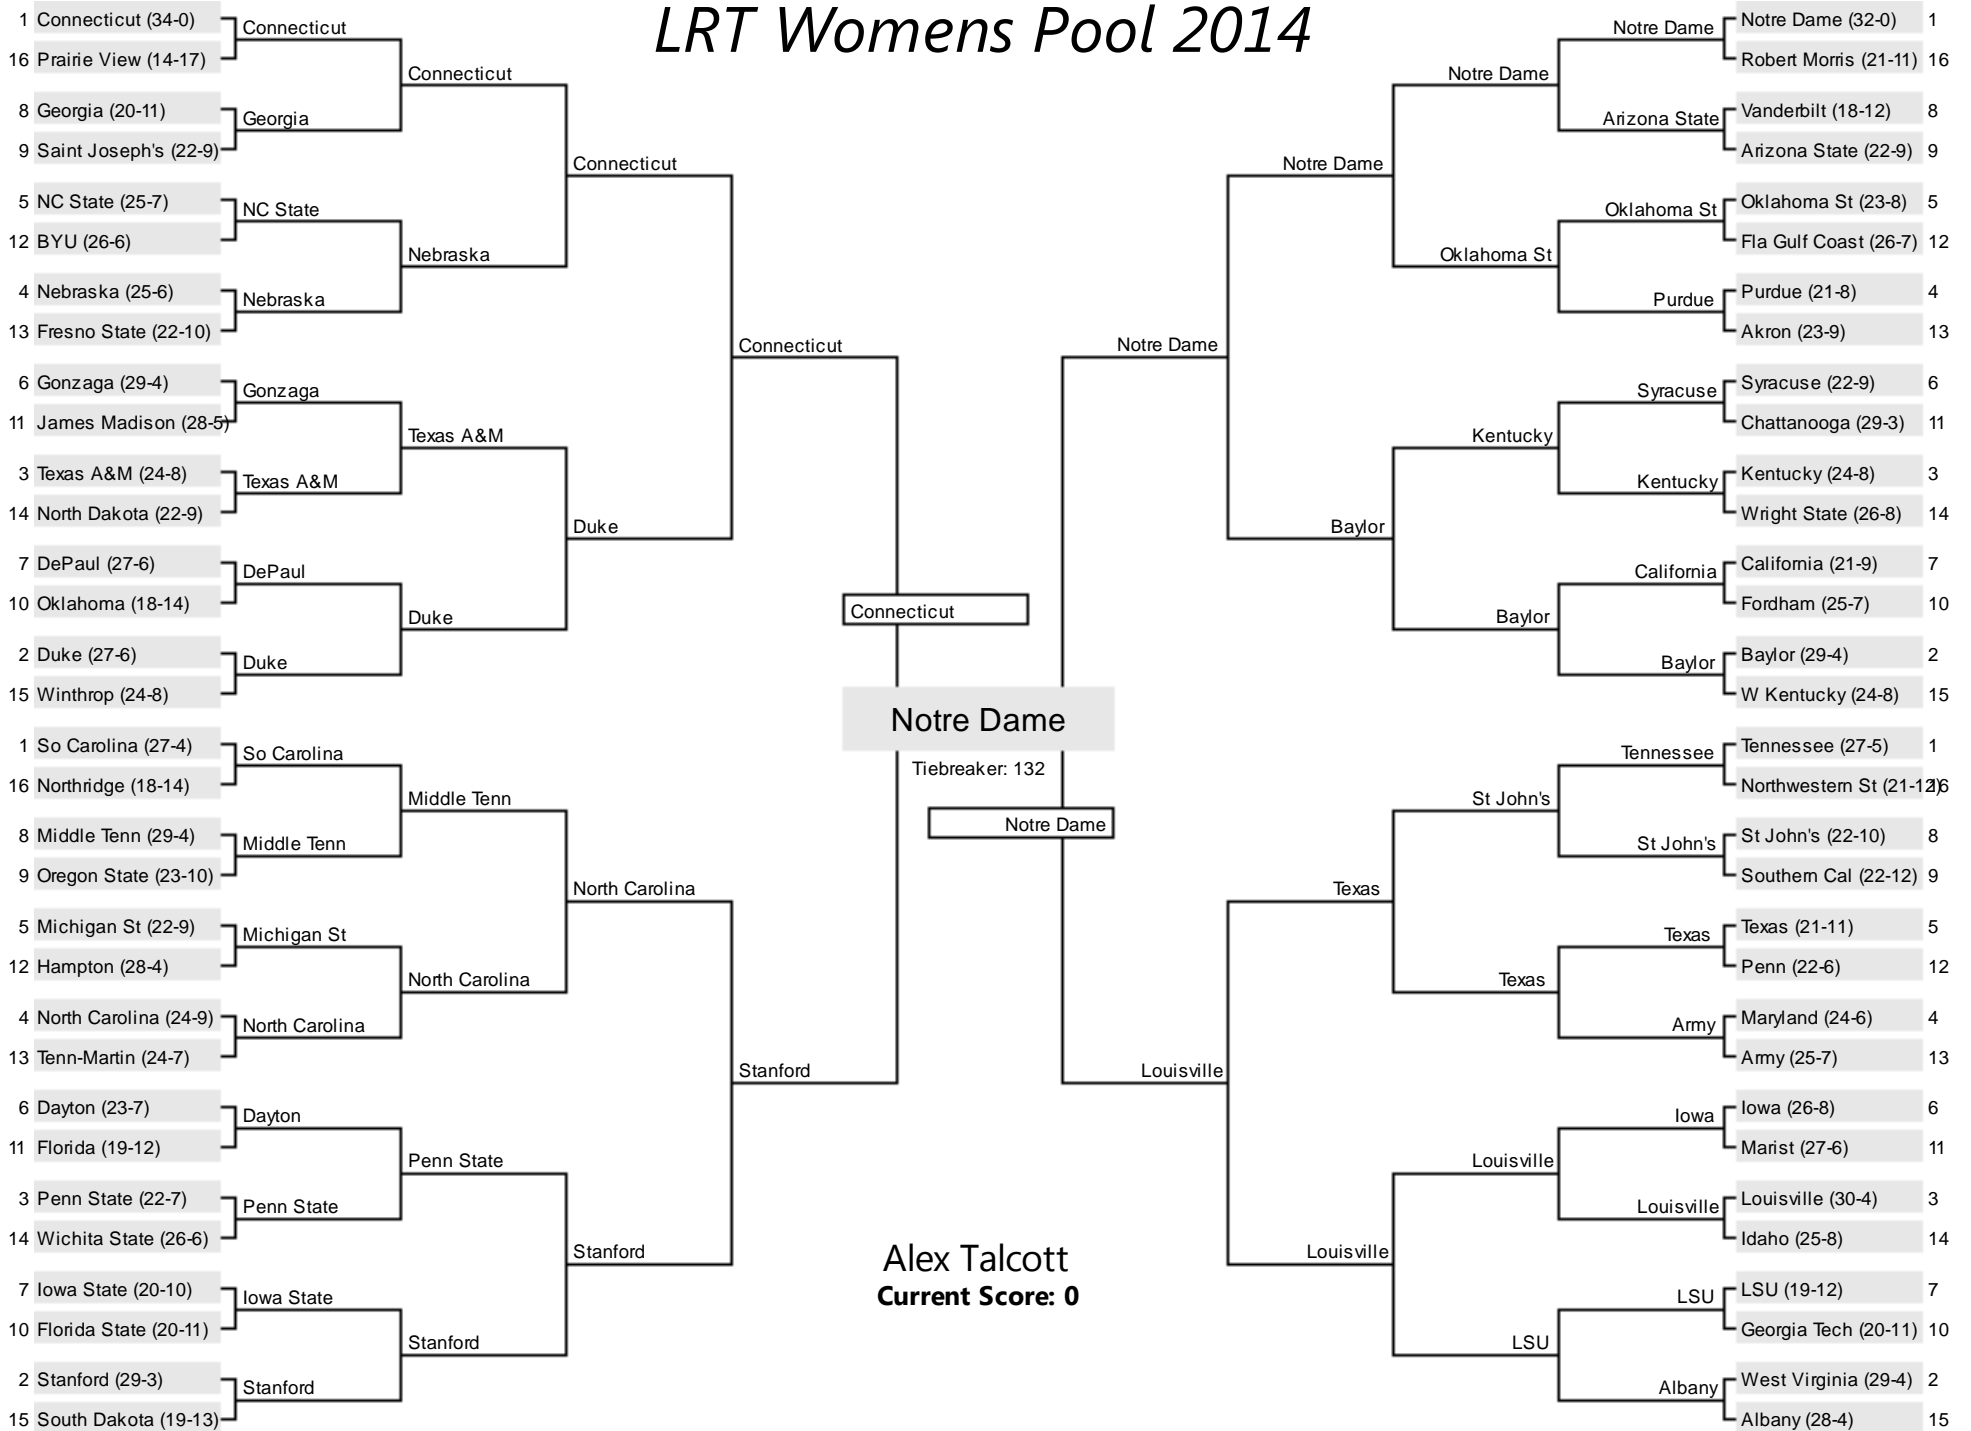 LRT Womens Pool 2014
1 Connecticut (34-0)
16 Prairie View (14-17)
8 Georgia (20-11)
9 Saint Joseph's (22-9)
5 NC State (25-7)
12 BYU (26-6)
4 Nebraska (25-6)
13 Fresno State (22-10)
6 Gonzaga (29-4)
11 James Madison (28-5)
3 Texas A&M (24-8)
14 North Dakota (22-9)
7 DePaul (27-6)
10 Oklahoma (18-14)
2 Duke (27-6)
15 Winthrop (24-8)
1 So Carolina (27-4)
16 Northridge (18-14)
8 Middle Tenn (29-4)
9 Oregon State (23-10)
5 Michigan St (22-9)
12 Hampton (28-4)
4 North Carolina (24-9)
13 Tenn-Martin (24-7)
6 Dayton (23-7)
11 Florida (19-12)
3 Penn State (22-7)
14 Wichita State (26-6)
7 Iowa State (20-10)
10 Florida State (20-11)
2 Stanford (29-3)
15 South Dakota (19-13)
Connecticut
Georgia
NC State
Nebraska
Gonzaga
Texas A&M
DePaul
Duke
So Carolina
Middle Tenn
Michigan St
North Carolina
Dayton
Penn State
Iowa State
Stanford
Connecticut
Nebraska
Texas A&M
Duke
Middle Tenn
North Carolina
Penn State
Stanford
Connecticut
Duke
North Carolina
Stanford
Connecticut
Stanford
Connecticut
Notre Dame
Tiebreaker: 132
Notre Dame
Alex Talcott
Current Score: 0
Notre Dame
Louisville
Notre Dame
Baylor
Texas
Louisville
Notre Dame
Oklahoma St
Kentucky
Baylor
St John's
Texas
Louisville
LSU
Notre Dame
Arizona State
Oklahoma St
Purdue
Syracuse
Kentucky
California
Baylor
Tennessee
St John's
Texas
Army
Iowa
Louisville
LSU
Albany
Notre Dame (32-0) 1
Robert Morris (21-11) 16
Vanderbilt (18-12) 8
Arizona State (22-9) 9
Oklahoma St (23-8) 5
Fla Gulf Coast (26-7) 12
Purdue (21-8) 4
Akron (23-9) 13
Syracuse (22-9) 6
Chattanooga (29-3) 11
Kentucky (24-8) 3
Wright State (26-8) 14
California (21-9) 7
Fordham (25-7) 10
Baylor (29-4) 2
W Kentucky (24-8) 15
Tennessee (27-5) 1
Northwestern St (21-12) 16
St John's (22-10) 8
Southern Cal (22-12) 9
Texas (21-11) 5
Penn (22-6) 12
Maryland (24-6) 4
Army (25-7) 13
Iowa (26-8) 6
Marist (27-6) 11
Louisville (30-4) 3
Idaho (25-8) 14
LSU (19-12) 7
Georgia Tech (20-11) 10
West Virginia (29-4) 2
Albany (28-4) 15